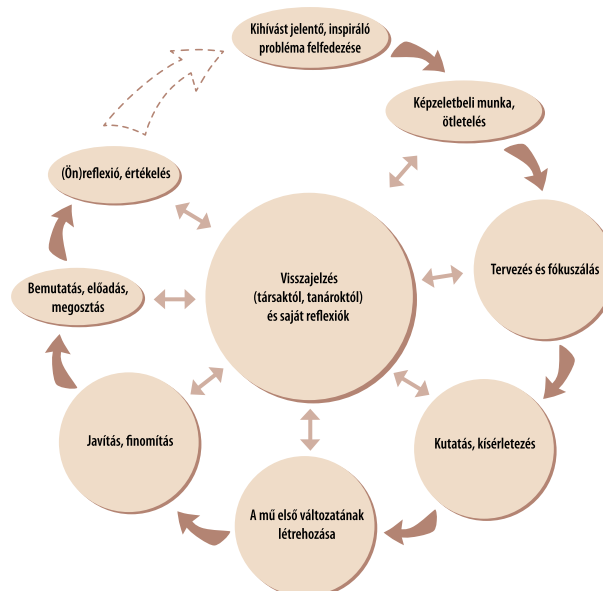 Kihívást jelentő, inspiráló
probléma felfedezése
Képzeletbeli munka,
ötletelés
Tervezés és fókuszálás
Kutatás, kísérletezés
A mű első változatának
létrehozása
Javítás, finomítás
Bemutatás, előadás,
megosztás
(Ön)reflexió, értékelés
Visszajelzés
(társaktól, tanároktól)
és saját reflexiók